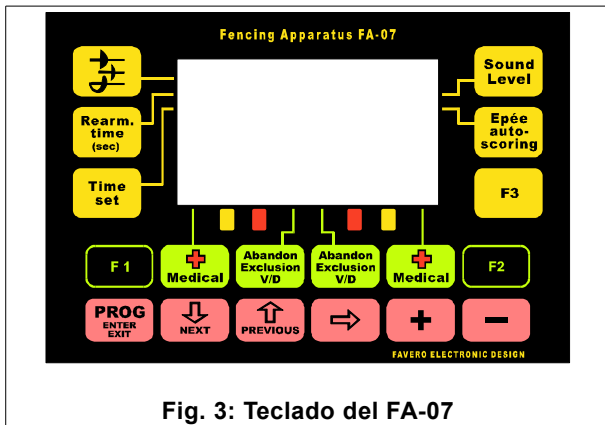 Fencing Apparatus FA-07
Sound
Level
Rearm.
time
(sec)
Epée
auto-
scoring
Time
set
F3
F 1
Medical
Abandon
Exclusion
V/D
Abandon
Exclusion
V/D
Medical
F2
PROG
ENTER
EXIT
NEXT
PREVIOUS
+
−
FAVERO ELECTRONIC DESIGN
Fig. 3: Teclado del FA-07